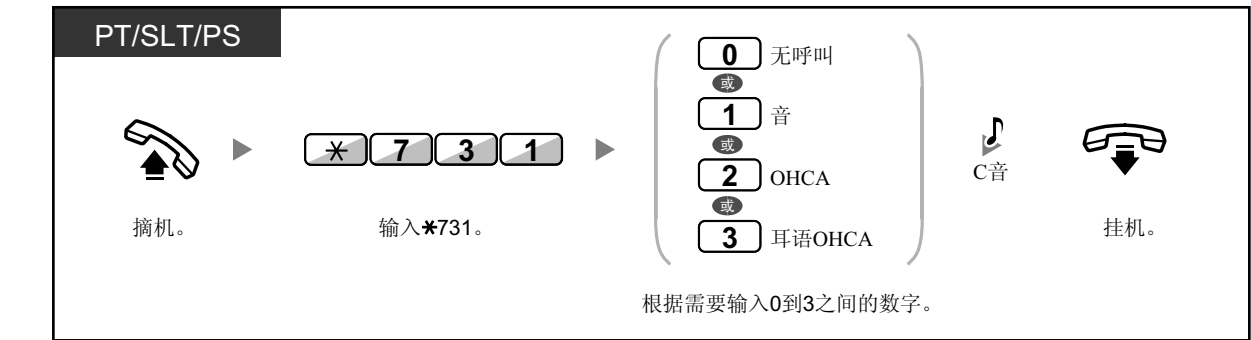 PT/SLT/PS
摘机。
*731
输入*731。
0 无呼叫
或
1 音
或
2 OHCA
或
3 耳语OHCA
根据需要输入0到3之间的数字。
C音
挂机。